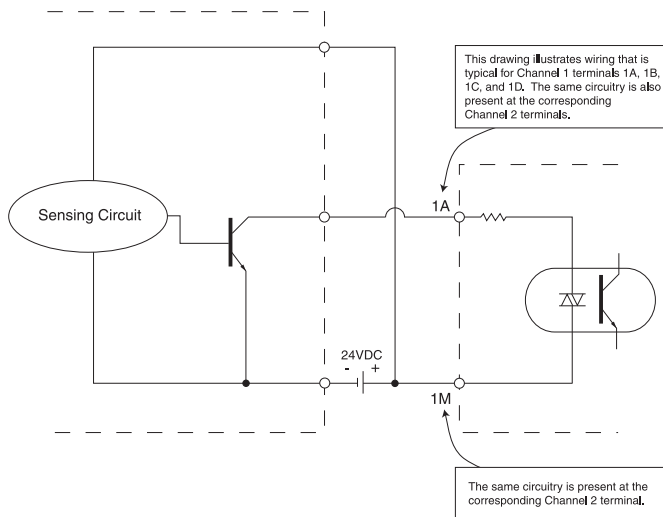 This drawing illustrates wiring that is
typical for Channel 1 terminals 1A, 1B,
1C, and 1D.  The same circuitry is also
present at the corresponding
Channel 2 terminals.
1A
Sensing Circuit
24VDC
- +
1M
The same circuitry is present at the
corresponding Channel 2 terminal.